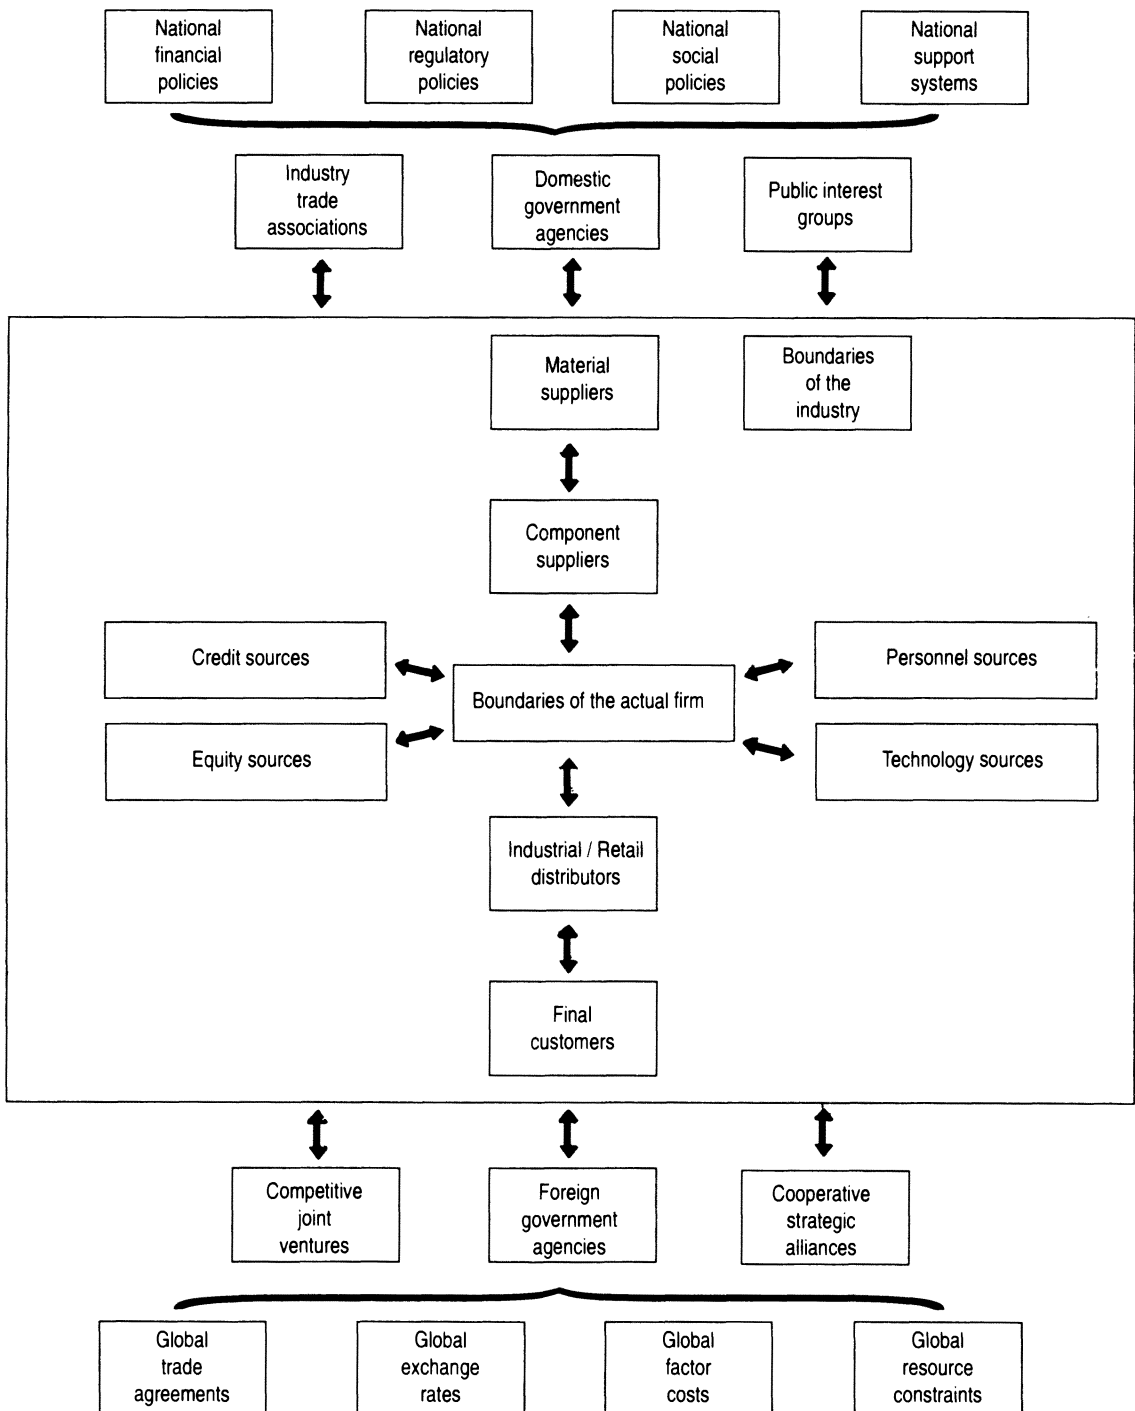 National
financial
policies
National
regulatory
policies
National
social
policies
National
support
systems
Industry
trade
associations
Domestic
government
agencies
Public interest
groups
Material
suppliers
Boundaries
of the
industry
Component
suppliers
Credit sources
Personnel sources
Boundaries of the actual firm
Equity sources
Technology sources
Industrial / Retail
distributors
Final
customers
Competitive
joint
ventures
Foreign
government
agencies
Cooperative
strategic
alliances
Global
trade
agreements
Global
exchange
rates
Global
factor
costs
Global
resource
constraints